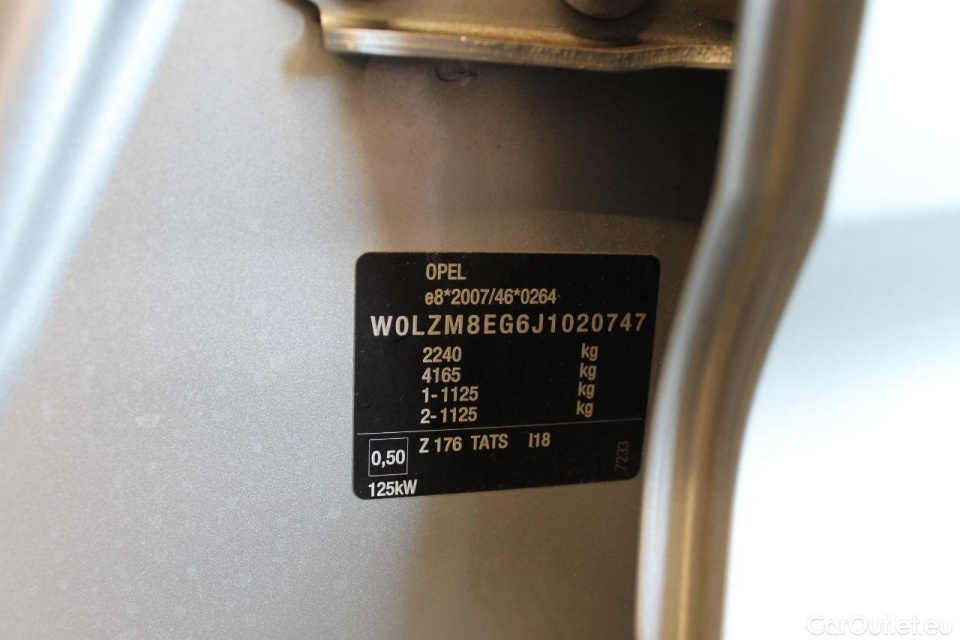 OPEL
e8*2007/46*0264
W0LZM8EG6J1020747
2240 kg
4165 kg
1-1125 kg
2-1125 kg
0,50 Z 176 TATS I18
7233
125kW
CarOutlet.eu